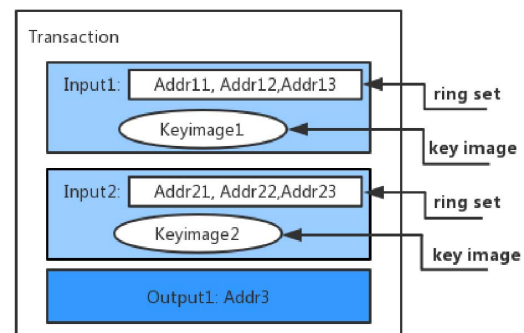 Transaction
Input1: Addr11, Addr12,Addr13
ring set
Keyimage1
key image
Input2: Addr21, Addr22,Addr23
ring set
Keyimage2
key image
Output1: Addr3